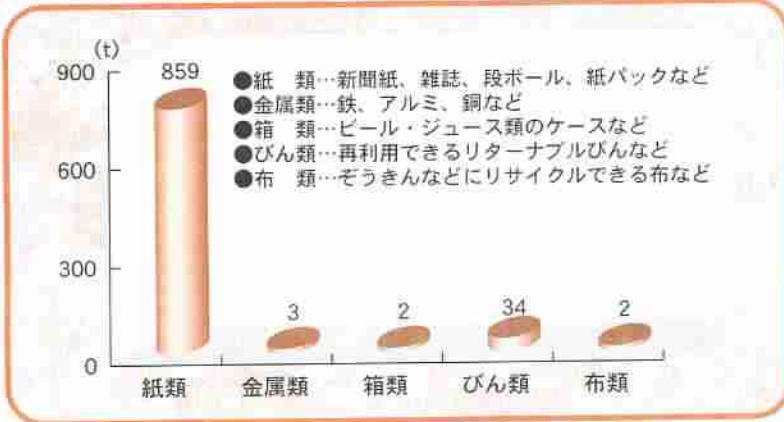 (t)
900
600
300
0
859
3
2
34
2
●紙　類…新聞紙、雑誌、段ボール、紙パックなど
●金属類…鉄、アルミ、銅など
●箱　類…ビール・ジュース類のケースなど
●びん類…再利用できるリターナブルびんなど
●布　類…ぞうきんなどにリサイクルできる布など
紙類　金属類　箱類　びん類　布類